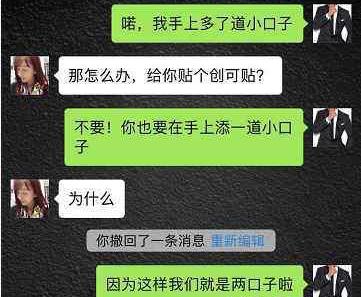 喏，我手上多了道小口子
那怎么办，给你贴个创可贴？
不要！你也要在手上添一道小口
子
为什么
你撤回了一条消息 重新编辑
因为这样我们就是两口子啦